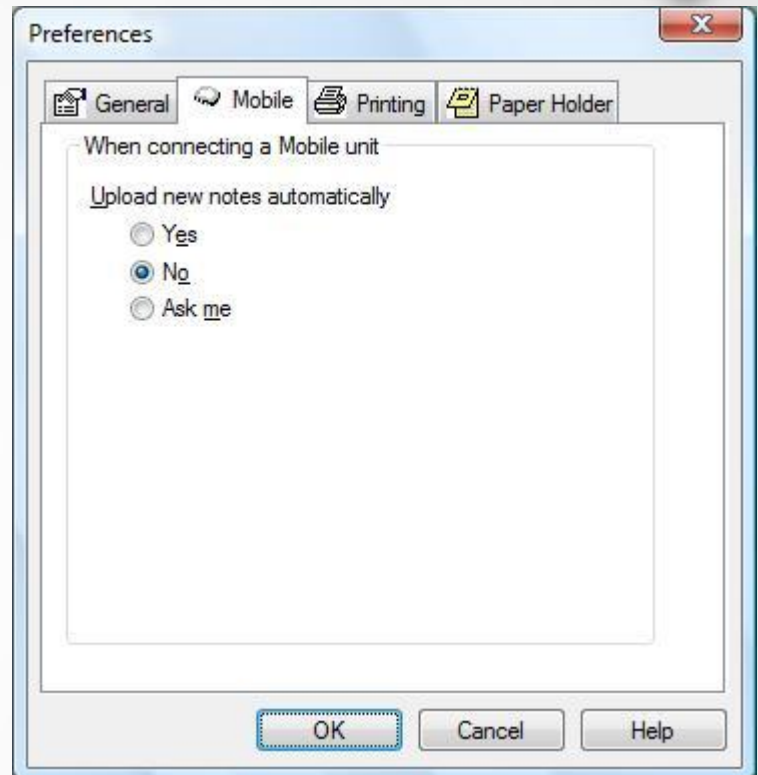 Preferences
General Mobile Printing Paper Holder
When connecting a Mobile unit
Upload new notes automatically
Yes
No
Ask me
OK Cancel Help